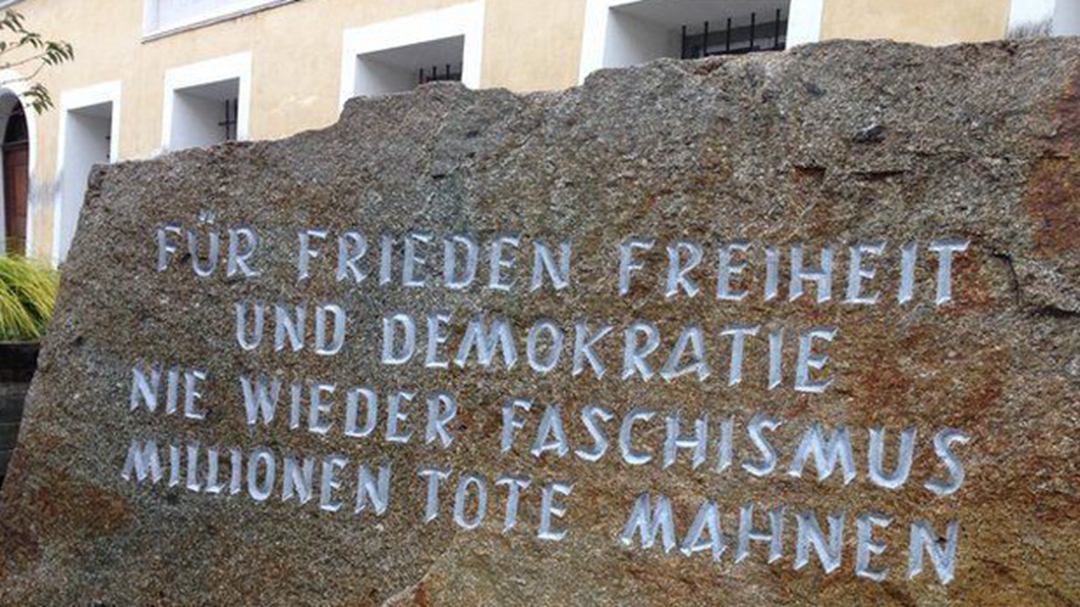 FÜR FRIEDEN FREIHEIT
UND DEMOKRATIE
NIE WIEDER FASCHISMUS
MILLIONEN TOTE MAHNEN